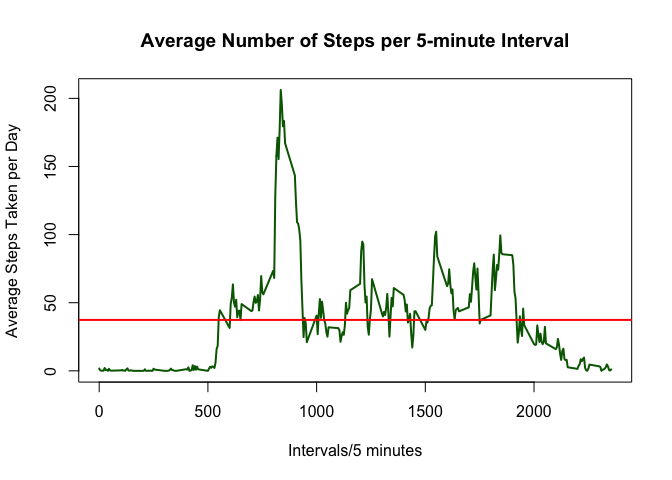 Average Number of Steps per 5-minute Interval
Average Steps Taken per Day
200
150
100
50
0
0 500 1000 1500 2000
Intervals/5 minutes